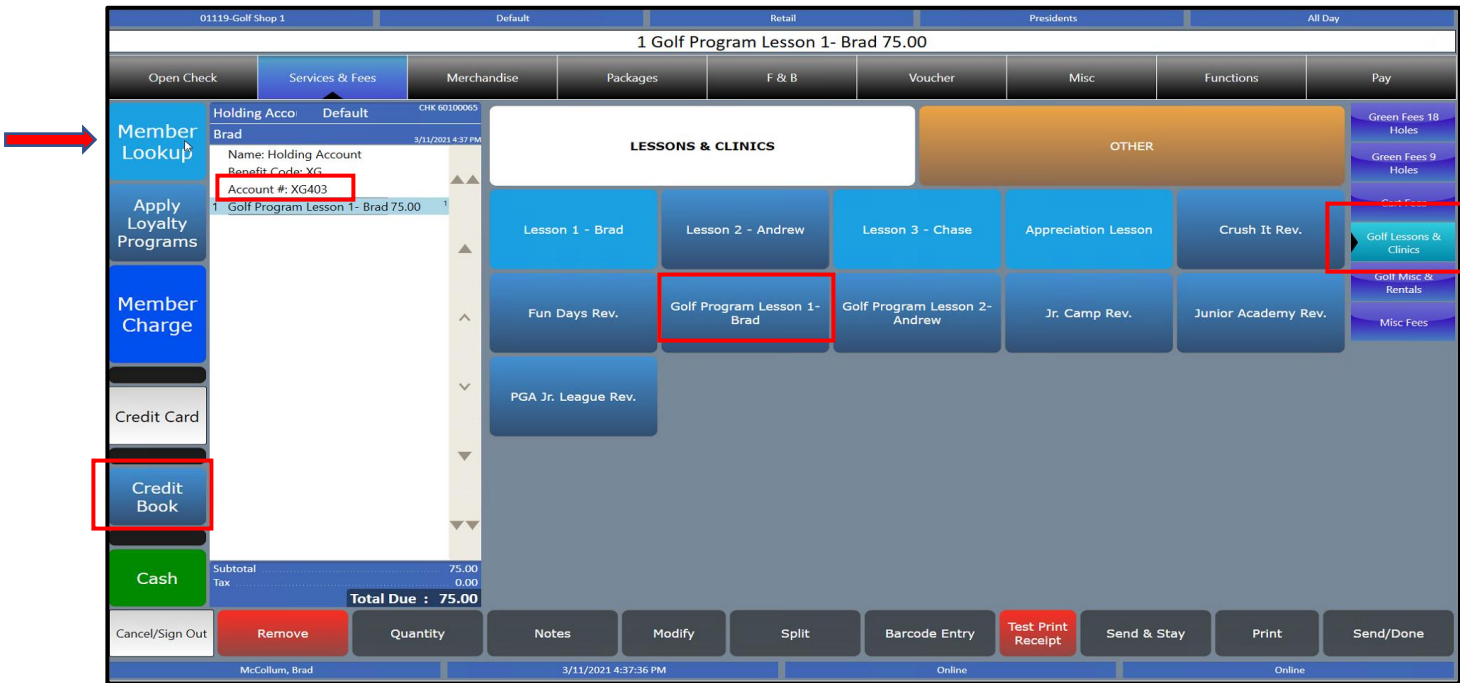 01119-Golf Shop 1 Default Retail Presidents All Day
1 Golf Program Lesson 1- Brad 75.00
Open Check Services & Fees Merchandise Packages F & B Voucher Misc Functions Pay
Member
Lookup
Apply
Loyalty
Programs
Member
Charge
Credit Card
Credit
Book
Cash
Holding Acco Default CHK 60100065
Brad 3/11/2021 4:37 PM
Name: Holding Account
Benefit Code: XG
Account #: XG403
1 Golf Program Lesson 1- Brad 75.00 1
Subtotal 75.00
Tax 0.00
Total Due : 75.00
LESSONS & CLINICS OTHER
Lesson 1 - Brad
Lesson 2 - Andrew
Lesson 3 - Chase
Appreciation Lesson
Crush It Rev.
Fun Days Rev.
Golf Program Lesson 1-
Brad
Golf Program Lesson 2-
Andrew
Jr. Camp Rev.
Junior Academy Rev.
PGA Jr. League Rev.
Green Fees 18
Holes
Green Fees 9
Holes
Cart Fees
Golf Lessons &
Clinics
Golf Misc &
Rentals
Misc Fees
Cancel/Sign Out
Remove
Quantity
Notes
Modify
Split
Barcode Entry
Test Print
Receipt
Send & Stay
Print
Send/Done
McCollum, Brad 3/11/2021 4:37:36 PM Online Online